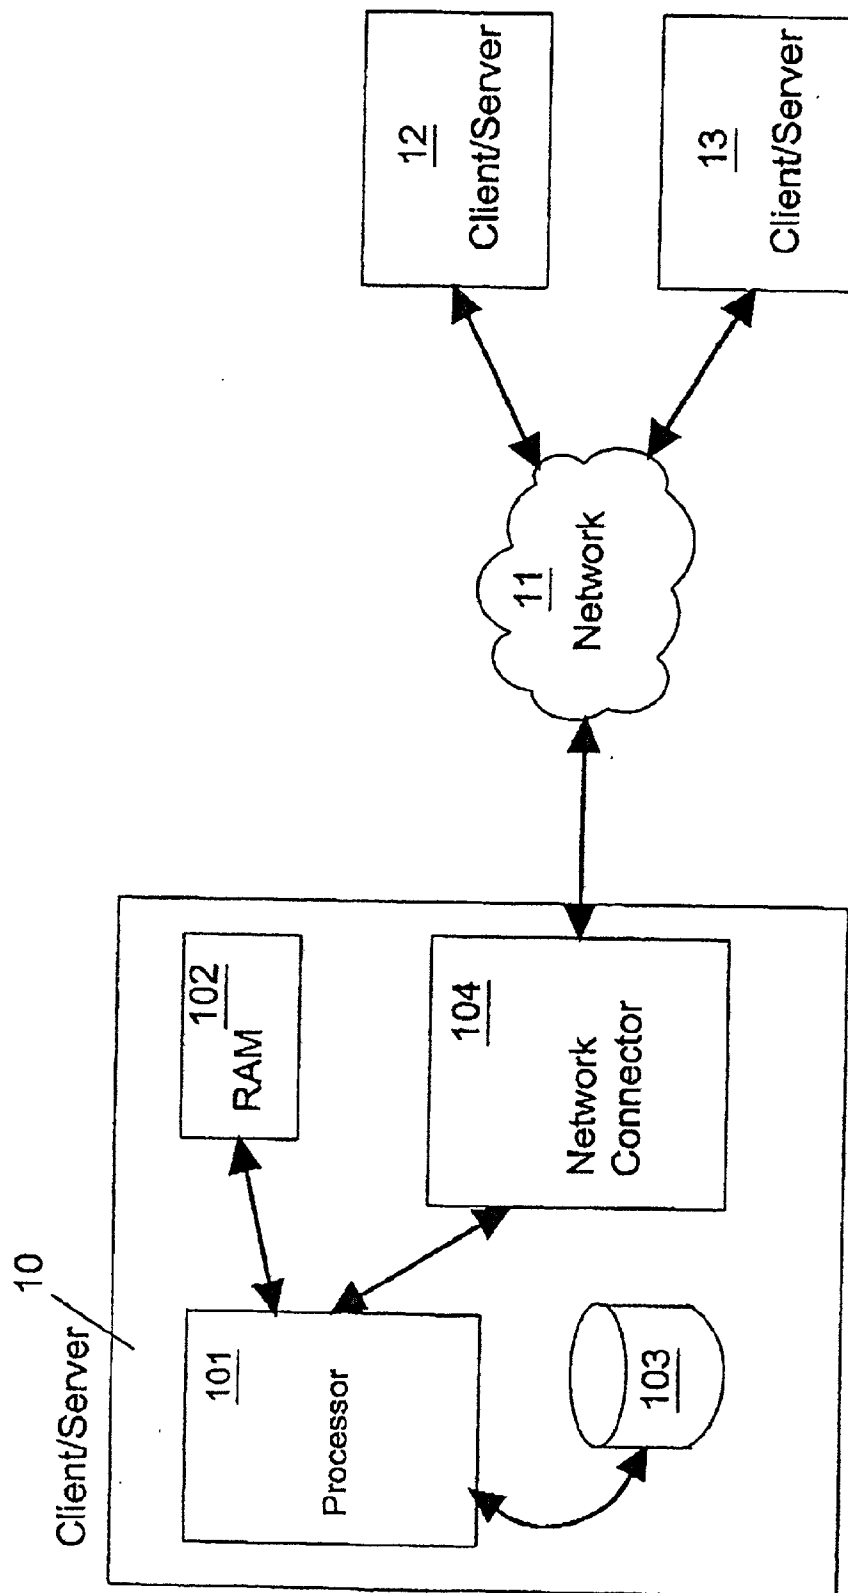 Client/Server
10
101
Processor
102
RAM
103
104
Network
Connector
11
Network
12
Client/Server
13
Client/Server